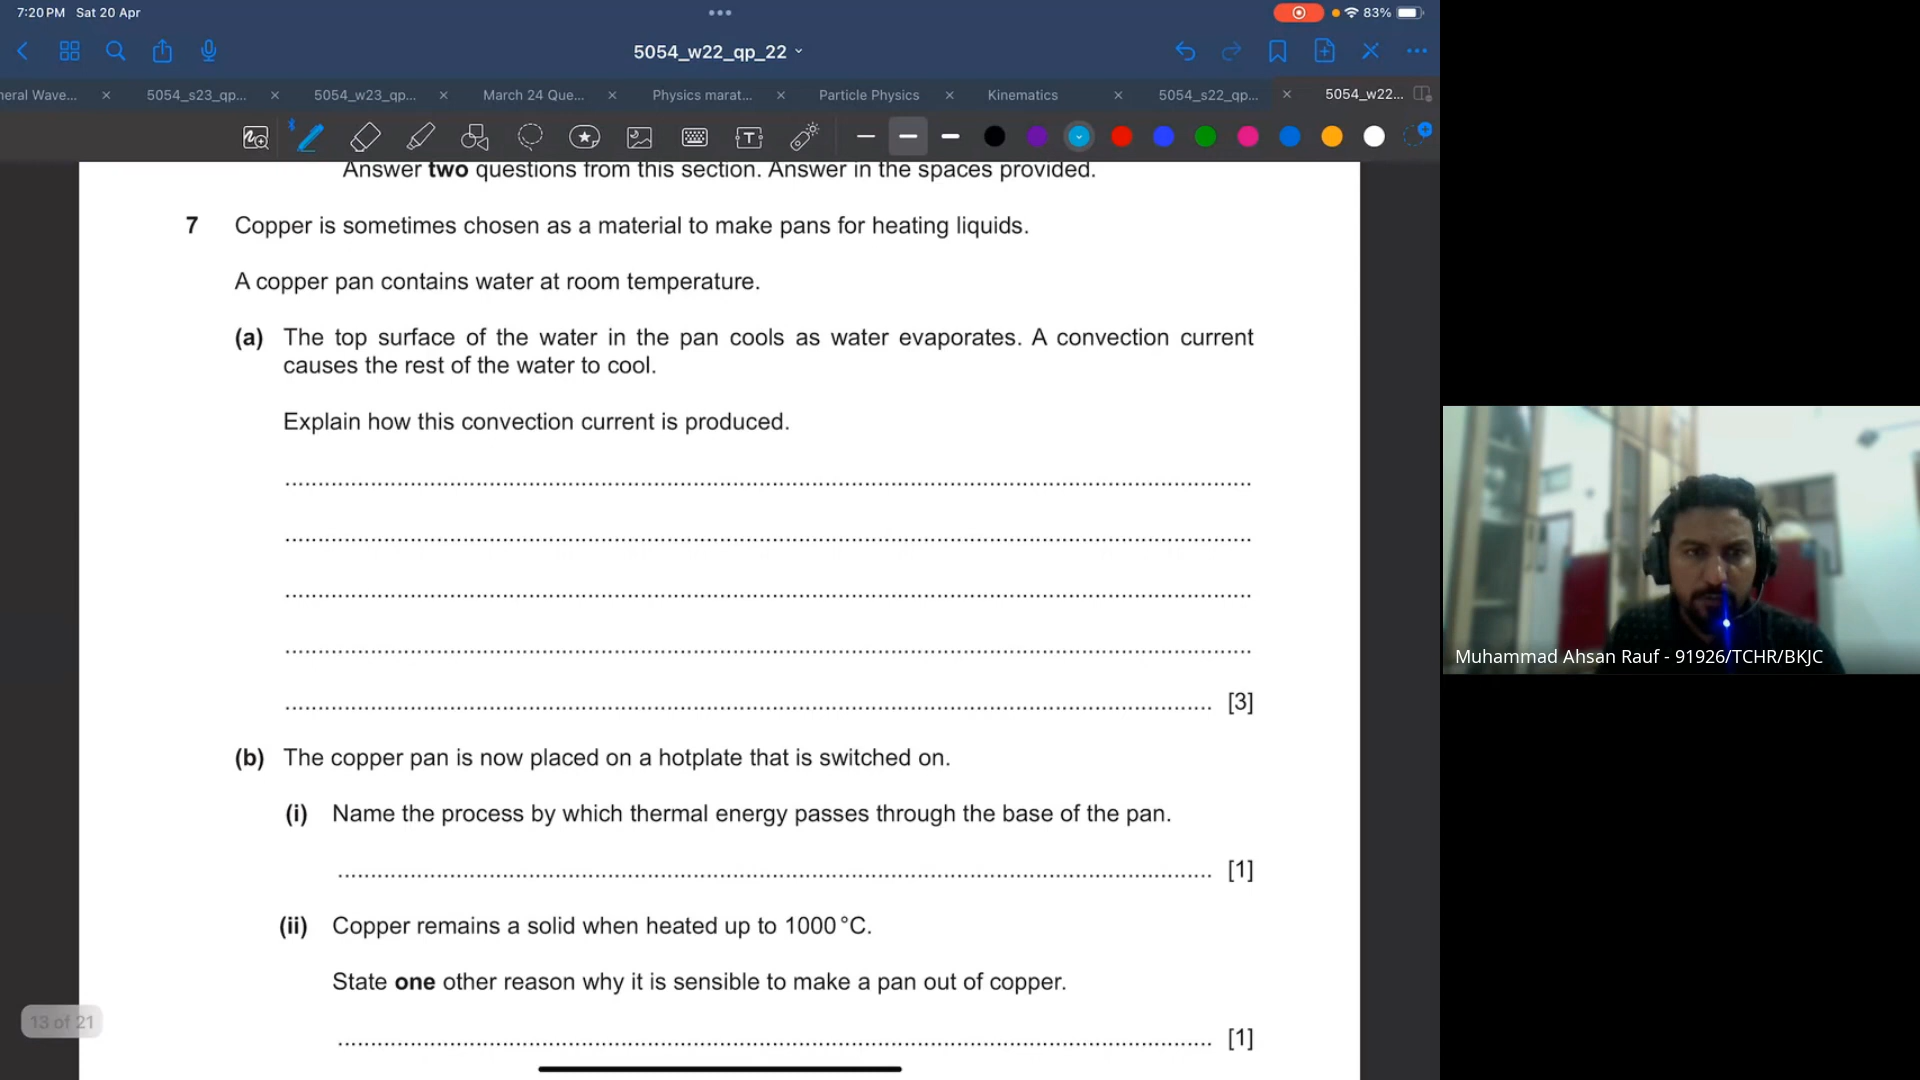 7:20 PM Sat 20 Apr
83%
5054_w22_qp_22
neral Wave...
5054_s23_qp...
5054_w23_qp...
March 24 Que...
Physics marat...
Particle Physics
Kinematics
5054_s22_qp...
5054_w22...
Answer two questions from this section. Answer in the spaces provided.
7 Copper is sometimes chosen as a material to make pans for heating liquids.
A copper pan contains water at room temperature.
(a) The top surface of the water in the pan cools as water evaporates. A convection current
causes the rest of the water to cool.
Explain how this convection current is produced.
[3]
(b) The copper pan is now placed on a hotplate that is switched on.
(i) Name the process by which thermal energy passes through the base of the pan.
[1]
(ii) Copper remains a solid when heated up to 1000 °C.
State one other reason why it is sensible to make a pan out of copper.
[1]
13 of 21
Muhammad Ahsan Rauf - 91926/TCHR/BKJC